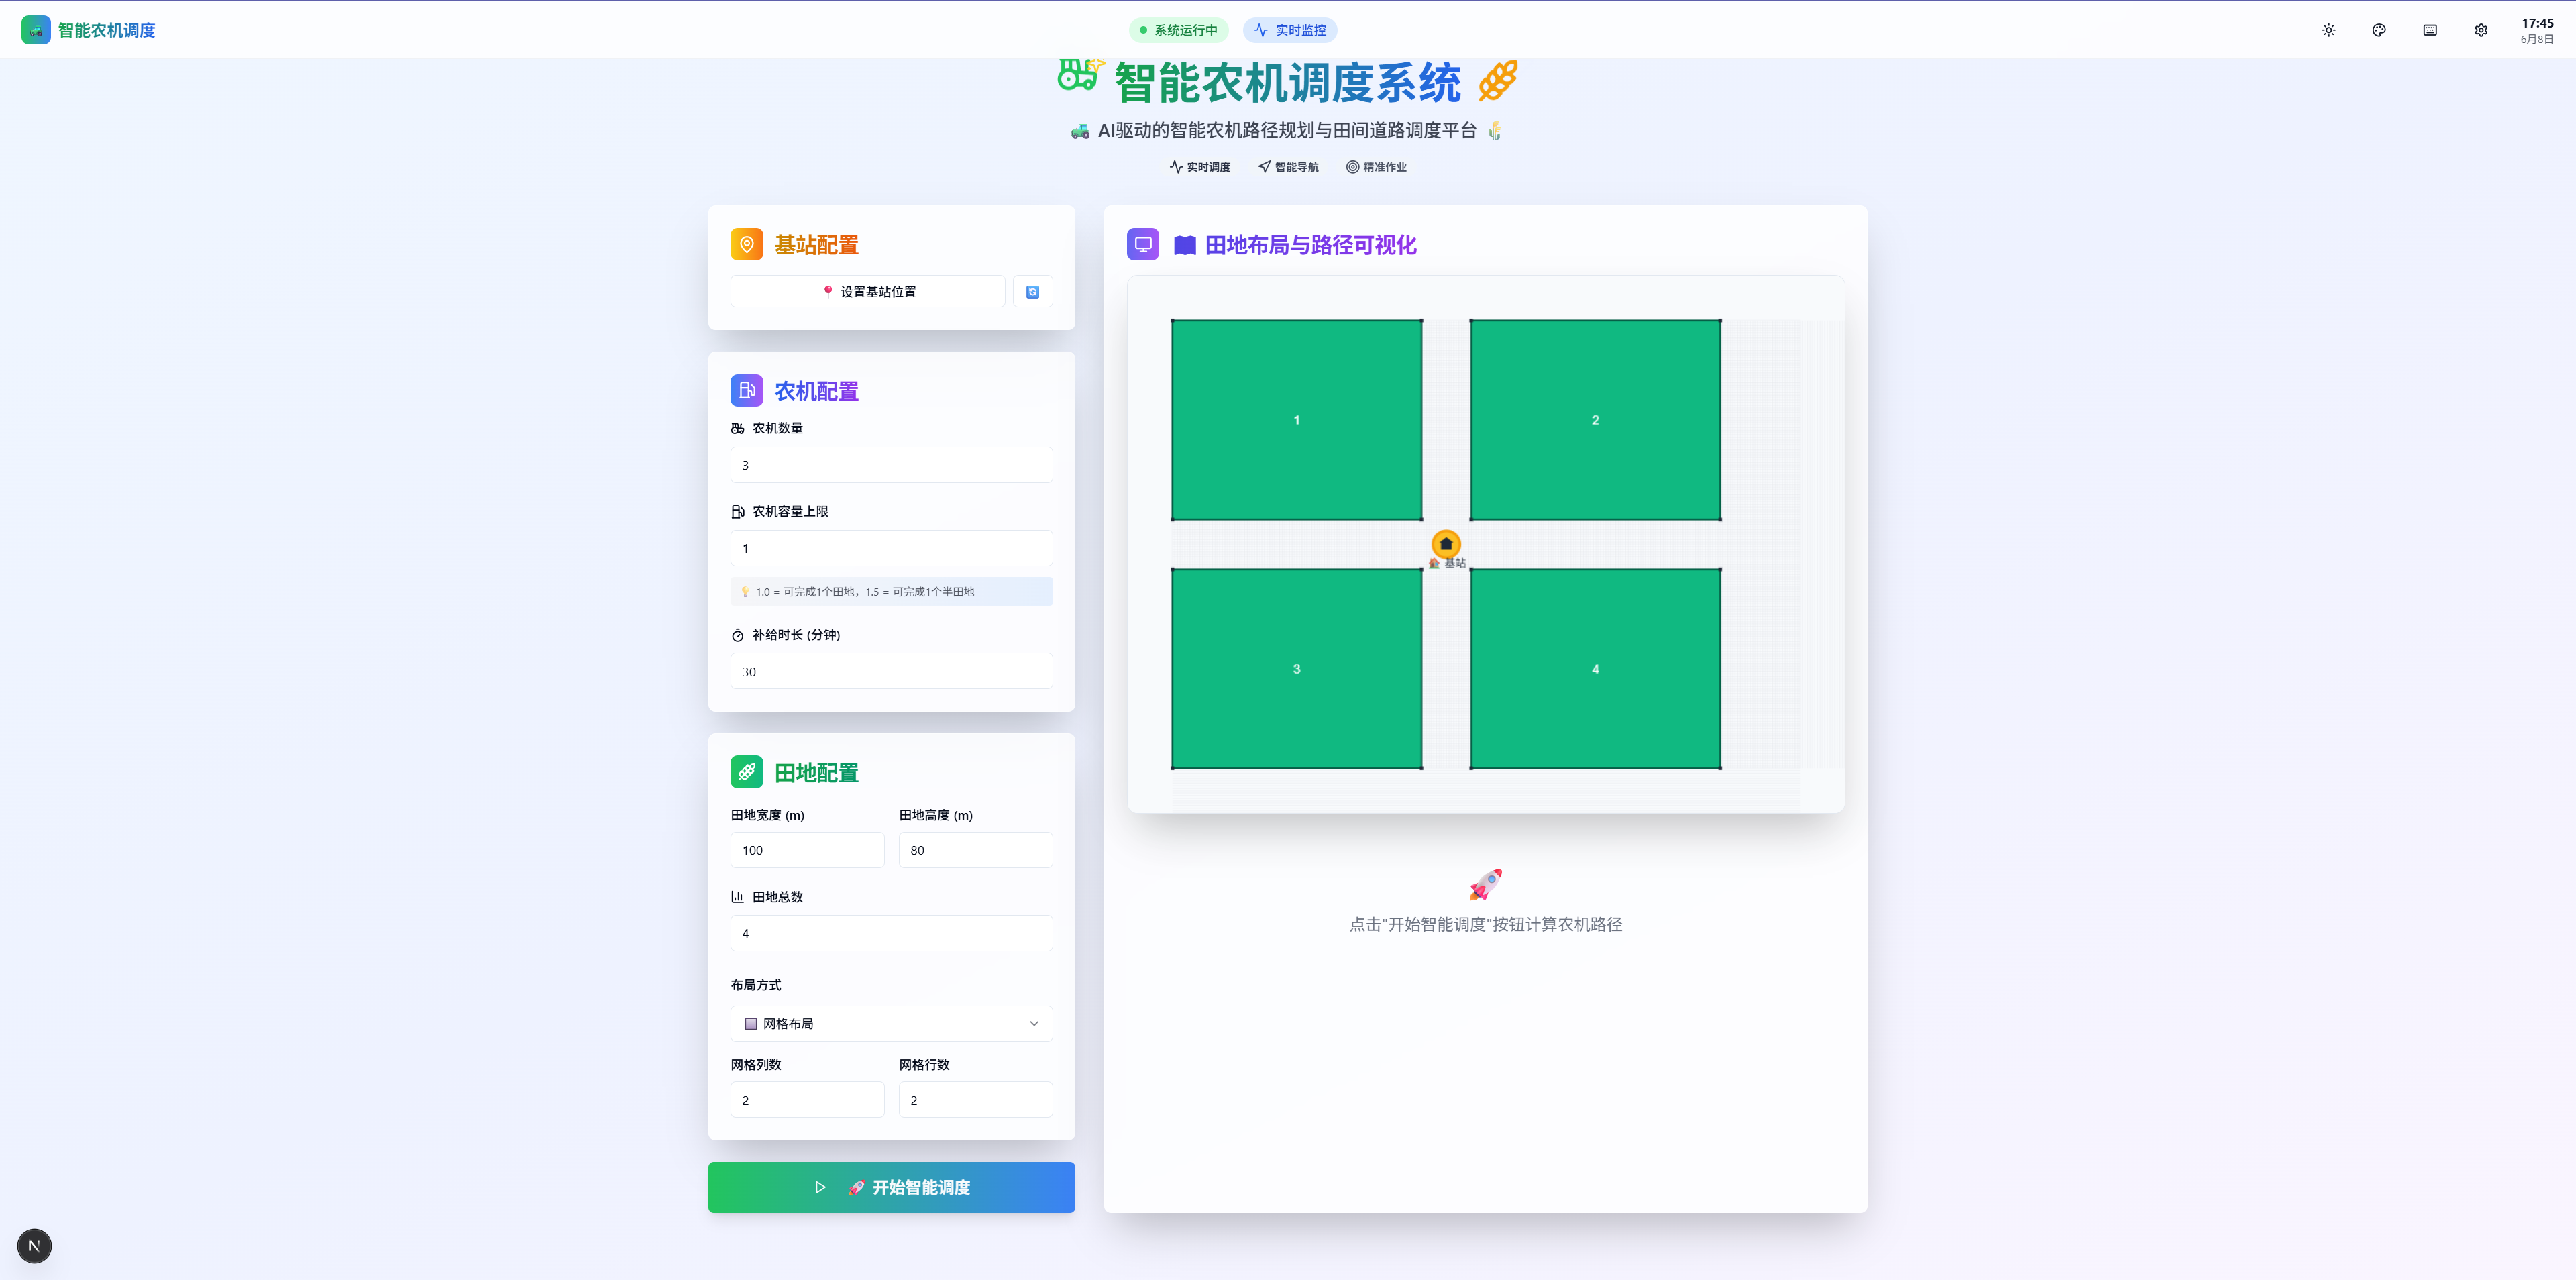 智能农机调度
系统运行中
实时监控
17:45
6月8日
智能农机调度系统
AI驱动的智能农机路径规划与田间道路调度平台
实时调度
智能导航
精准作业
基站配置
设置基站位置
农机配置
农机数量
3
农机容量上限
1
1.0 = 可完成1个田地，1.5 = 可完成1个半田地
补给时长 (分钟)
30
田地配置
田地宽度 (m)
田地高度 (m)
100
80
田地总数
4
布局方式
网格布局
网格列数
网格行数
2
2
开始智能调度
N
田地布局与路径可视化
1
2
基站
3
4
点击"开始智能调度"按钮计算农机路径